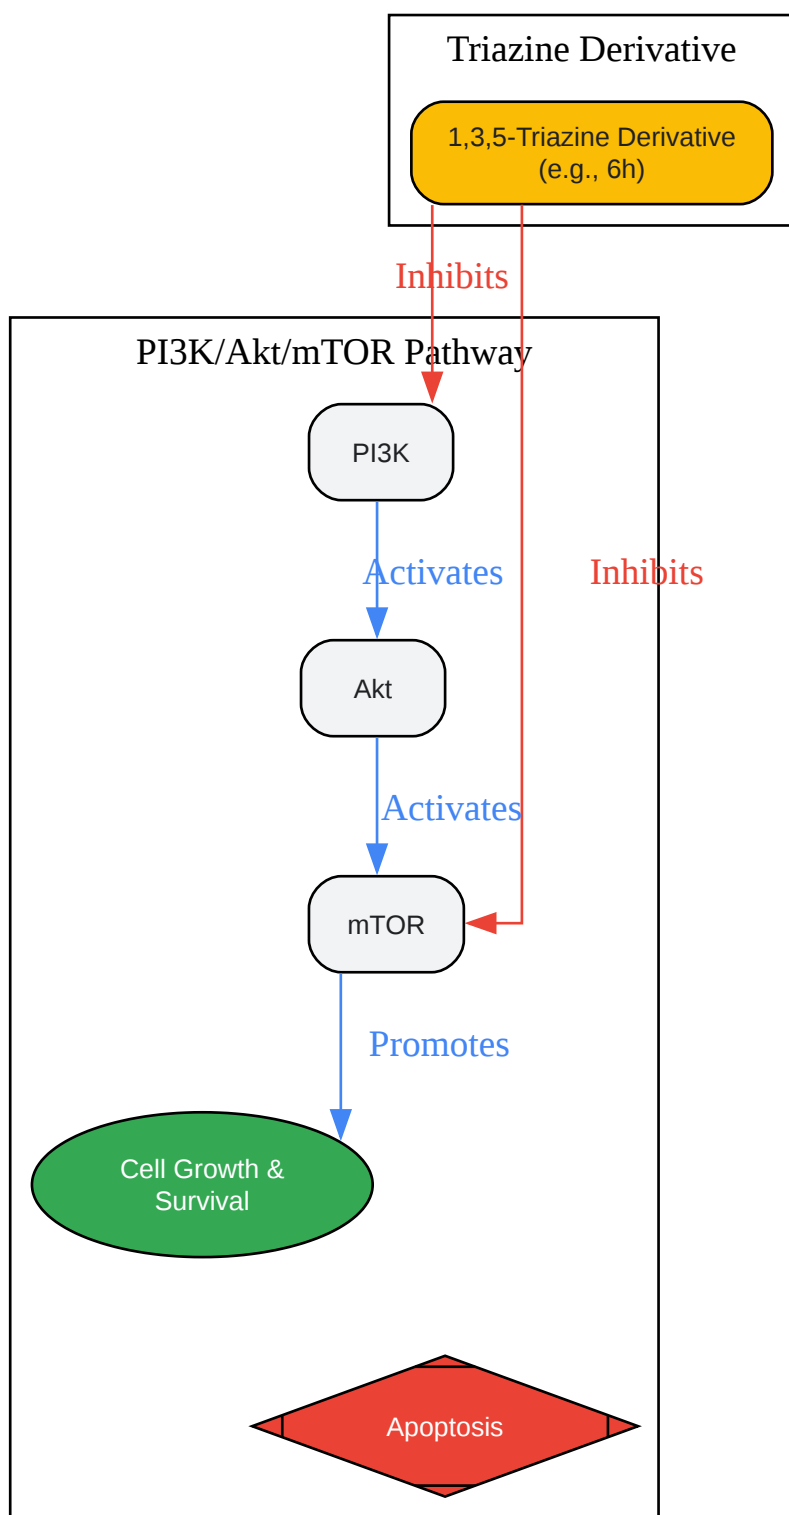 Triazine Derivative
1,3,5-Triazine Derivative
(e.g., 6h)
Inhibits
PI3K/Akt/mTOR Pathway
PI3K
Activates
Inhibits
Akt
Activates
mTOR
Promotes
Cell Growth &
Survival
Apoptosis